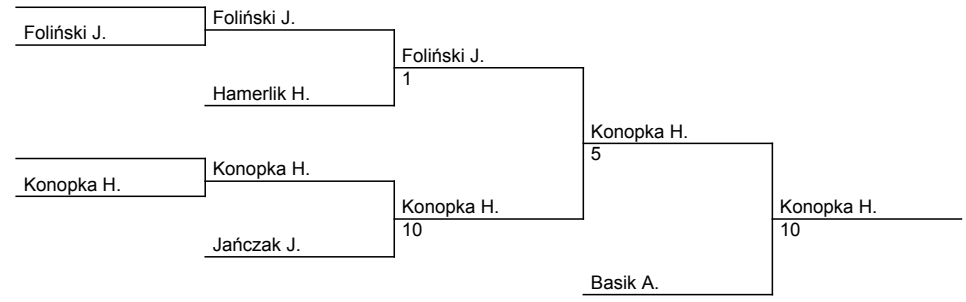 Foliński J.
Foliński J.
Hamerlik H.
Foliński J.
1
Konopka H.
Konopka H.
Jańczak J.
Konopka H.
10
Konopka H.
5
Basik A.
Konopka H.
10